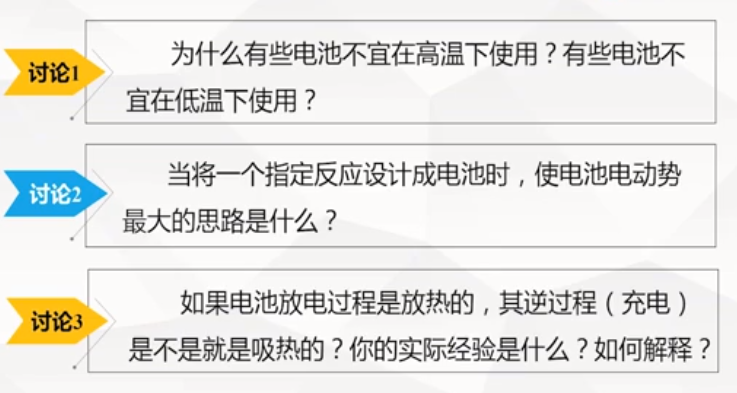 讨论1
为什么有些电池不宜在高温下使用？有些电池不
宜在低温下使用？
讨论2
当将一个指定反应设计成电池时，使电池电动势
最大的思路是什么？
讨论3
如果电池放电过程是放热的，其逆过程（充电）
是不是就是吸热的？你的实际经验是什么？如何解释？